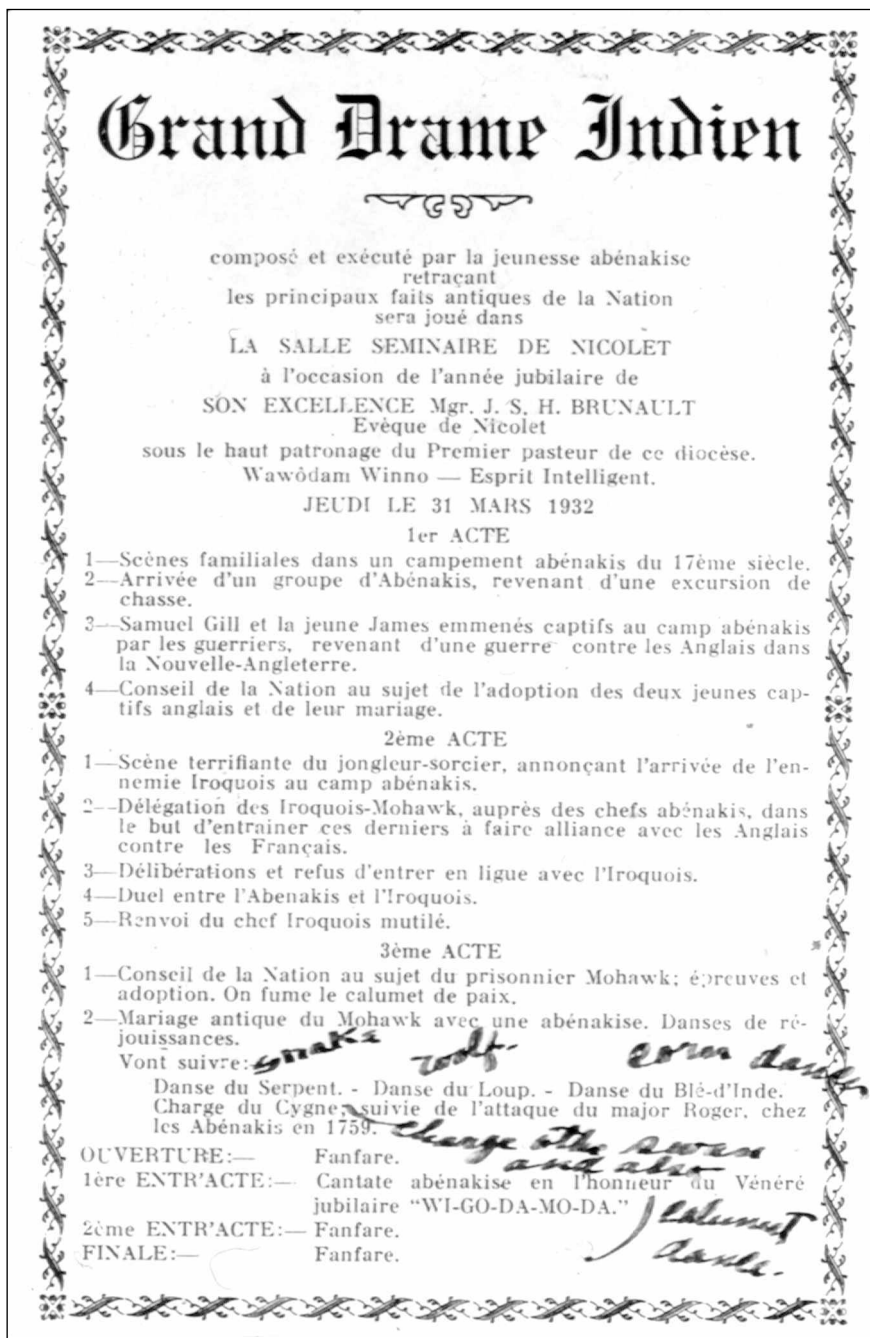 Grand Drame Indien
composé et exécuté par la jeunesse abénakise
retraçant
les principaux faits antiques de la Nation
sera joué dans
LA SALLE SEMINAIRE DE NICOLET
à l'occasion de l'année jubilaire de
SON EXCELLENCE Mgr. J. S. H. BRUNAULT
Evèque de Nicolet
sous le haut patronage du Premier pasteur de ce diocèse.
Wawôdam Winno — Esprit Intelligent.
JEUDI LE 31 MARS 1932
1er ACTE
1—Scènes familiales dans un campement abénakis du 17ème siècle.
2—Arrivée d'un groupe d'Abénakis, revenant d'une excursion de
chasse.
3—Samuel Gill et la jeune James emmenés captifs au camp abénakis
par les guerriers, revenant d'une guerre contre les Anglais dans
la Nouvelle-Angleterre.
4—Conseil de la Nation au sujet de l'adoption des deux jeunes cap-
tifs anglais et de leur mariage.
2ème ACTE
1—Scène terrifiante du jongleur-sorcier, annonçant l'arrivée de l'en-
nemie Iroquois au camp abénakis.
2—Délégation des Iroquois-Mohawk, auprès des chefs abénakis, dans
le but d'entrainer ces derniers à faire alliance avec les Anglais
contre les Français.
3—Délibérations et refus d'entrer en ligue avec l'Iroquois.
4—Duel entre l'Abenakis et l'Iroquois.
5—Renvoi du chef Iroquois mutilé.
3ème ACTE
1—Conseil de la Nation au sujet du prisonnier Mohawk; épreuves et
adoption. On fume le calumet de paix.
2—Mariage antique du Mohawk avec une abénakise. Danses de ré-
jouissances.
Vont suivre: snake wolf. corn dance
Danse du Serpent. - Danse du Loup. - Danse du Blé-d'Inde.
Charge du Cygne, suivie de l'attaque du major Roger, chez
les Abénakis en 1759. Charge of the swan
and also
OUVERTURE:— Fanfare.
1ère ENTR'ACTE:— Cantate abénakise en l'honneur du Vénéré
jubilaire "WI-GO-DA-MO-DA." calumet
2ème ENTR'ACTE:— Fanfare.
dance.
FINALE:— Fanfare.